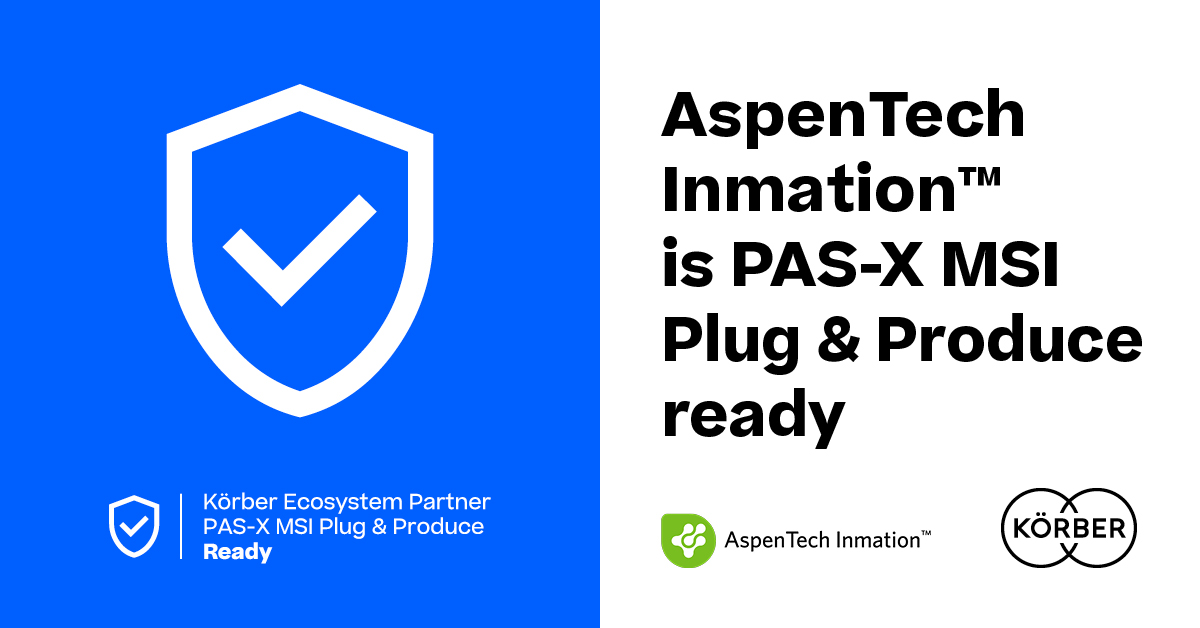 AspenTech
Inmation™
is PAS-X MSI
Plug & Produce
ready
Körber Ecosystem Partner
PAS-X MSI Plug & Produce
Ready
AspenTech Inmation™
KÖRBER